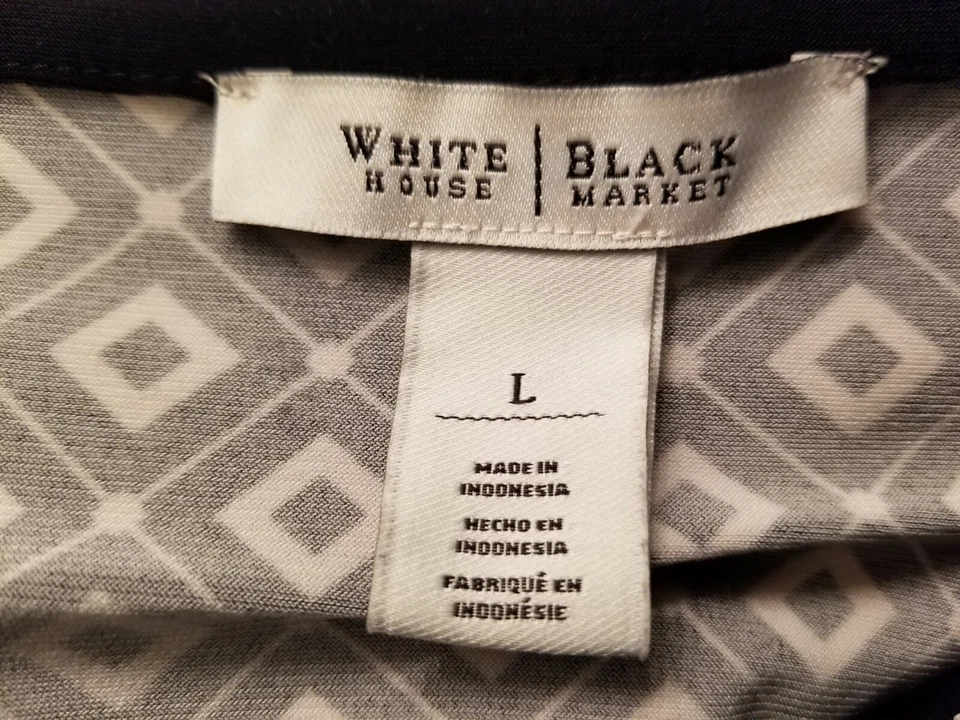 WHITE | BLACK
HOUSE | MARKET
L
MADE IN
INDONESIA
HECHO EN
INDONESIA
FABRIQUÉ EN
INDONÉSIE